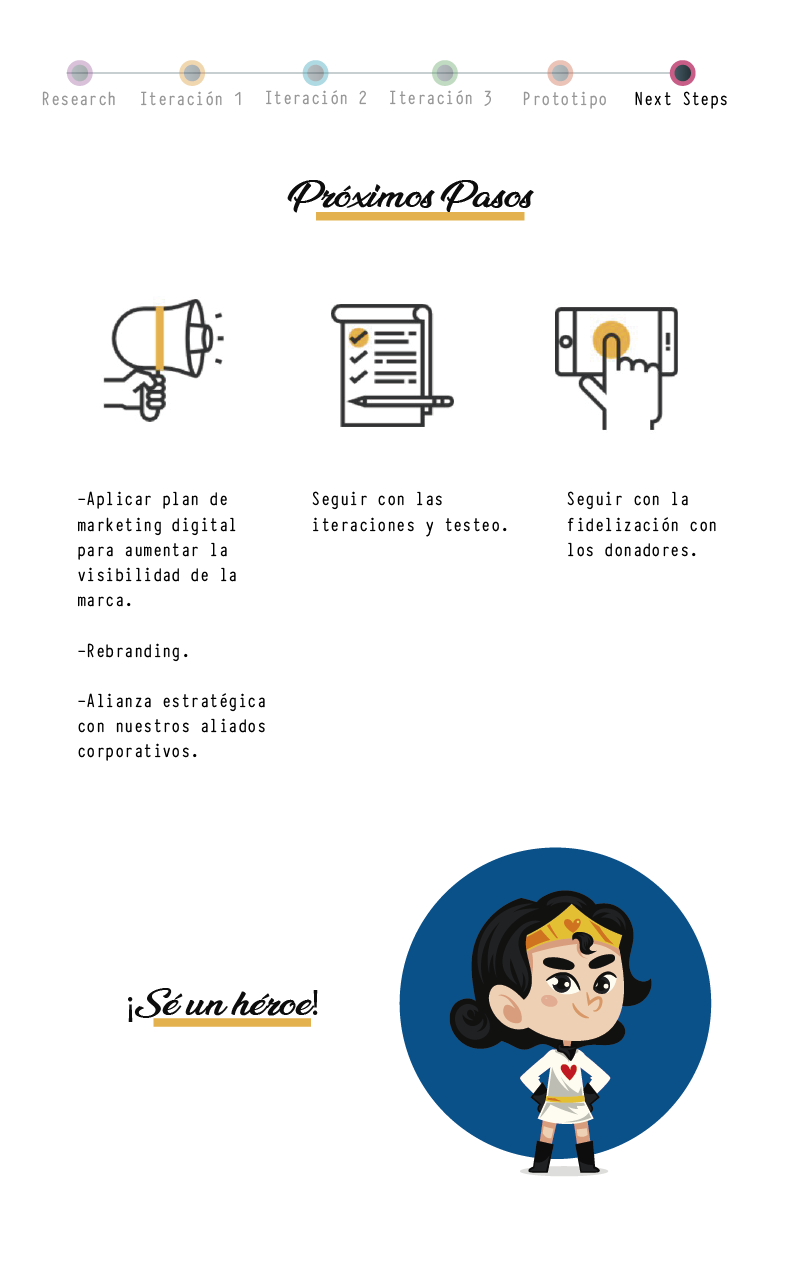 Research Iteración 1 Iteración 2 Iteración 3 Prototipo Next Steps
Próximos Pasos
-Aplicar plan de
marketing digital
para aumentar la
visibilidad de la
marca.
-Rebranding.
-Alianza estratégica
con nuestros aliados
corporativos.
Seguir con las
iteraciones y testeo.
Seguir con la
fidelización con
los donadores.
¡Sé un héroe!